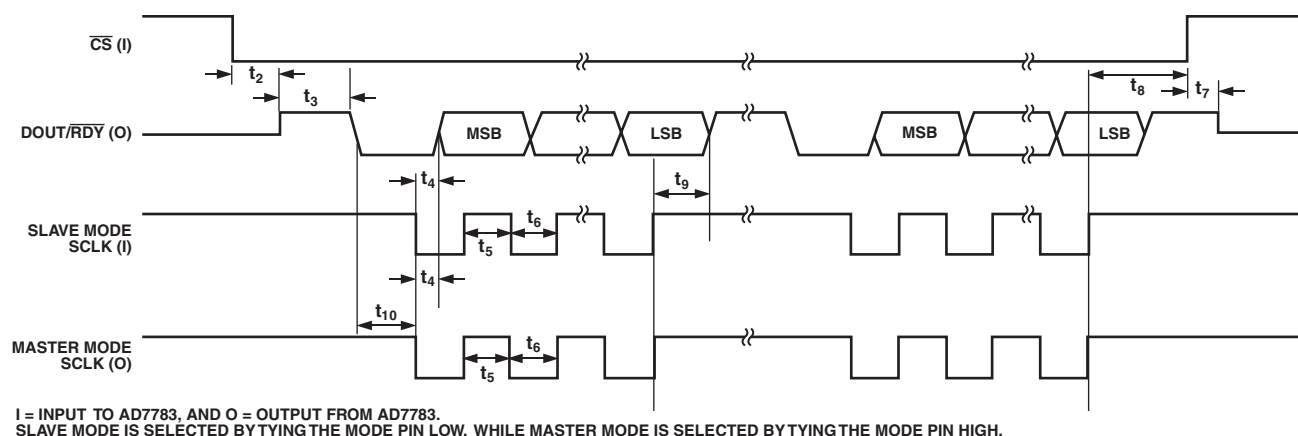 CS (I)
t2
t3
t8
t7
DOUT/RDY (O)
MSB
LSB
MSB
LSB
t4
t9
SLAVE MODE
SCLK (I)
t5
t6
t4
t10
MASTER MODE
SCLK (O)
t5
t6
I = INPUT TO AD7783, AND O = OUTPUT FROM AD7783.
SLAVE MODE IS SELECTED BY TYING THE MODE PIN LOW, WHILE MASTER MODE IS SELECTED BY TYING THE MODE PIN HIGH.